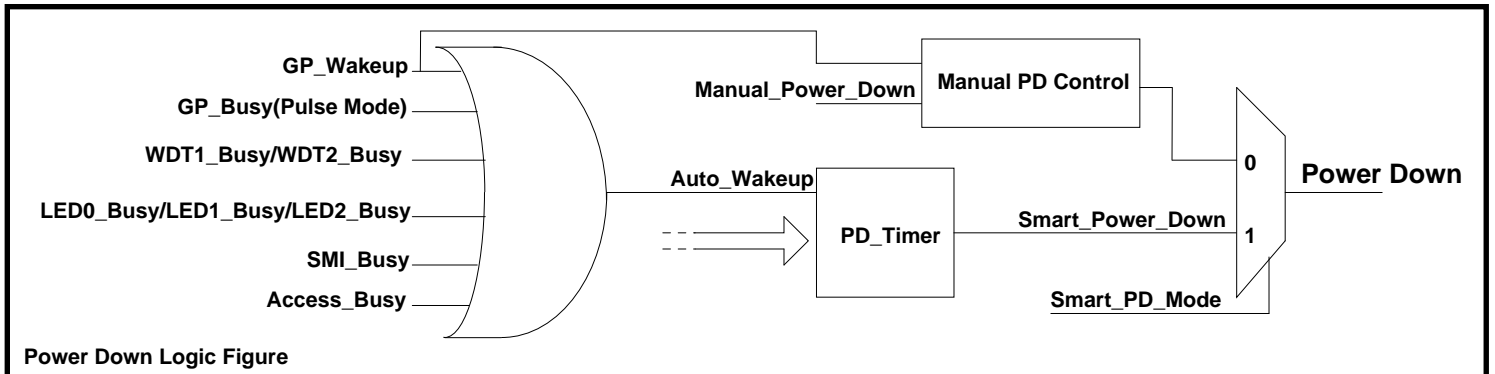 GP_Wakeup
GP_Busy(Pulse Mode)
WDT1_Busy/WDT2_Busy
LED0_Busy/LED1_Busy/LED2_Busy
SMI_Busy
Access_Busy
Manual_Power_Down
Manual PD Control
Auto_Wakeup
PD_Timer
Smart_Power_Down
Smart_PD_Mode
0
1
Power Down
Power Down Logic Figure